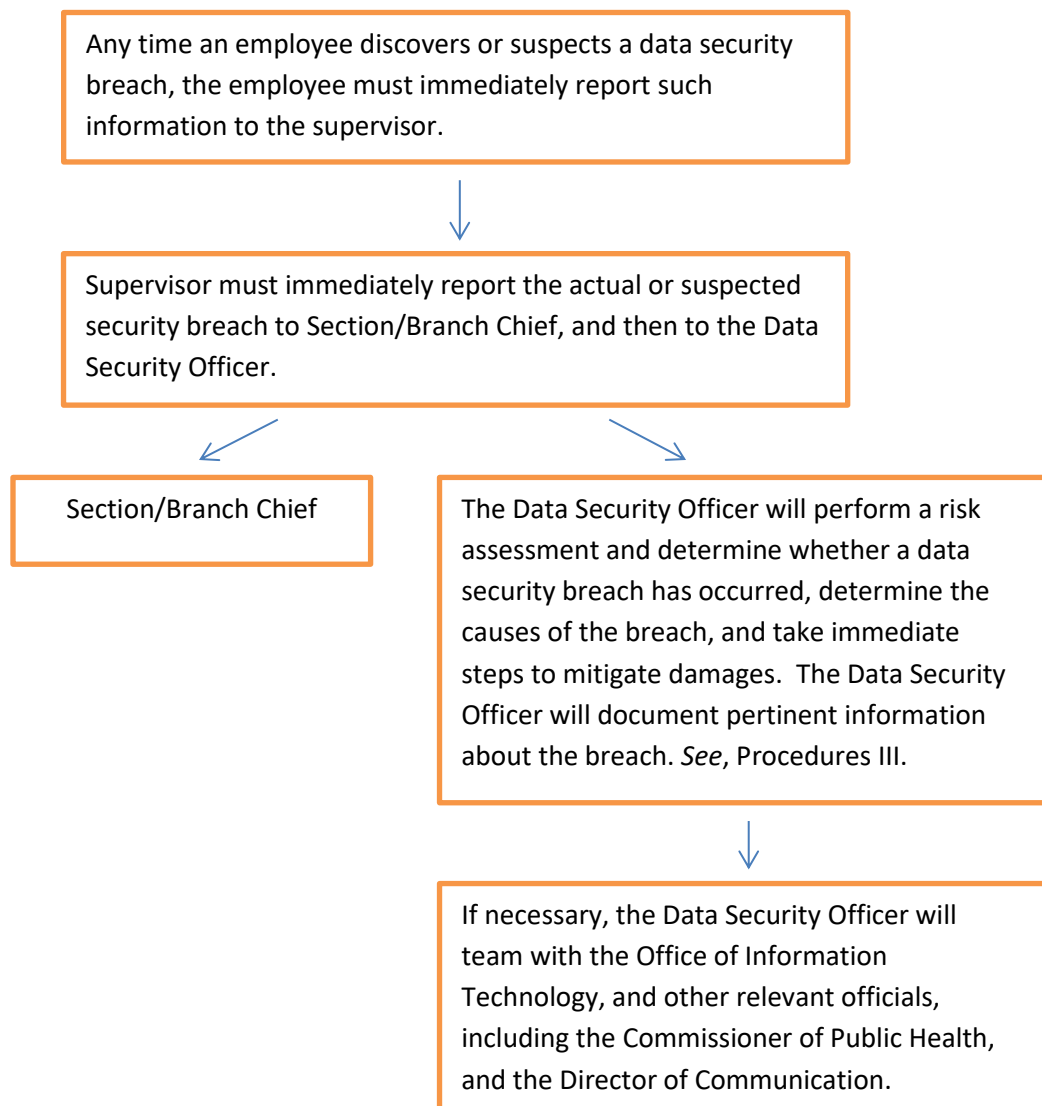 Any time an employee discovers or suspects a data security
breach, the employee must immediately report such
information to the supervisor.
Supervisor must immediately report the actual or suspected
security breach to Section/Branch Chief, and then to the Data
Security Officer.
Section/Branch Chief
The Data Security Officer will perform a risk
assessment and determine whether a data
security breach has occurred, determine the
causes of the breach, and take immediate
steps to mitigate damages.  The Data Security
Officer will document pertinent information
about the breach. See, Procedures III.
If necessary, the Data Security Officer will
team with the Office of Information
Technology, and other relevant officials,
including the Commissioner of Public Health,
and the Director of Communication.